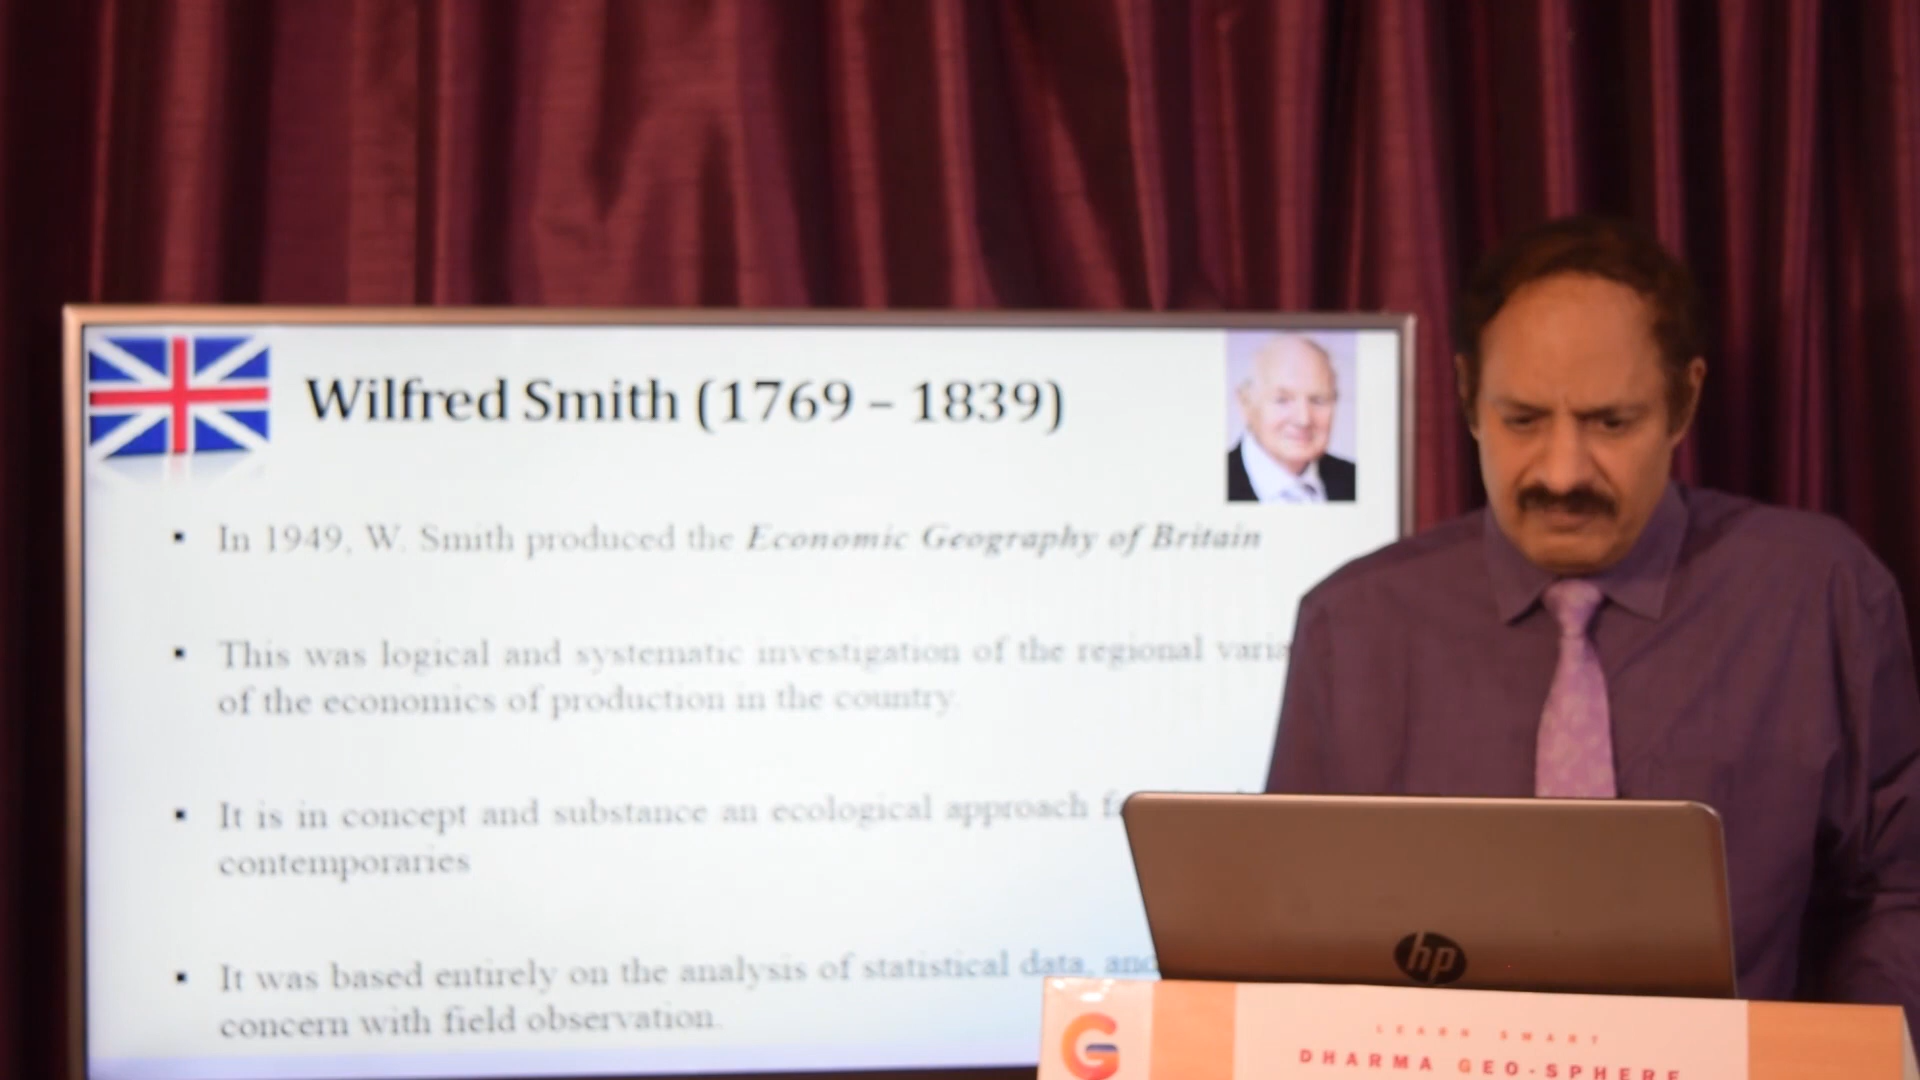 Wilfred Smith (1769 – 1839)
▪ In 1949, W. Smith produced the Economic Geography of Britain
▪ This was logical and systematic investigation of the regional
of the economics of production in the country.
▪ It is in concept and substance an ecological approach
contemporaries
▪ It was based entirely on the analysis of statistical data, and
concern with field observation.
hp
G
LEARN SMART
DHARMA GEO-SPHERE